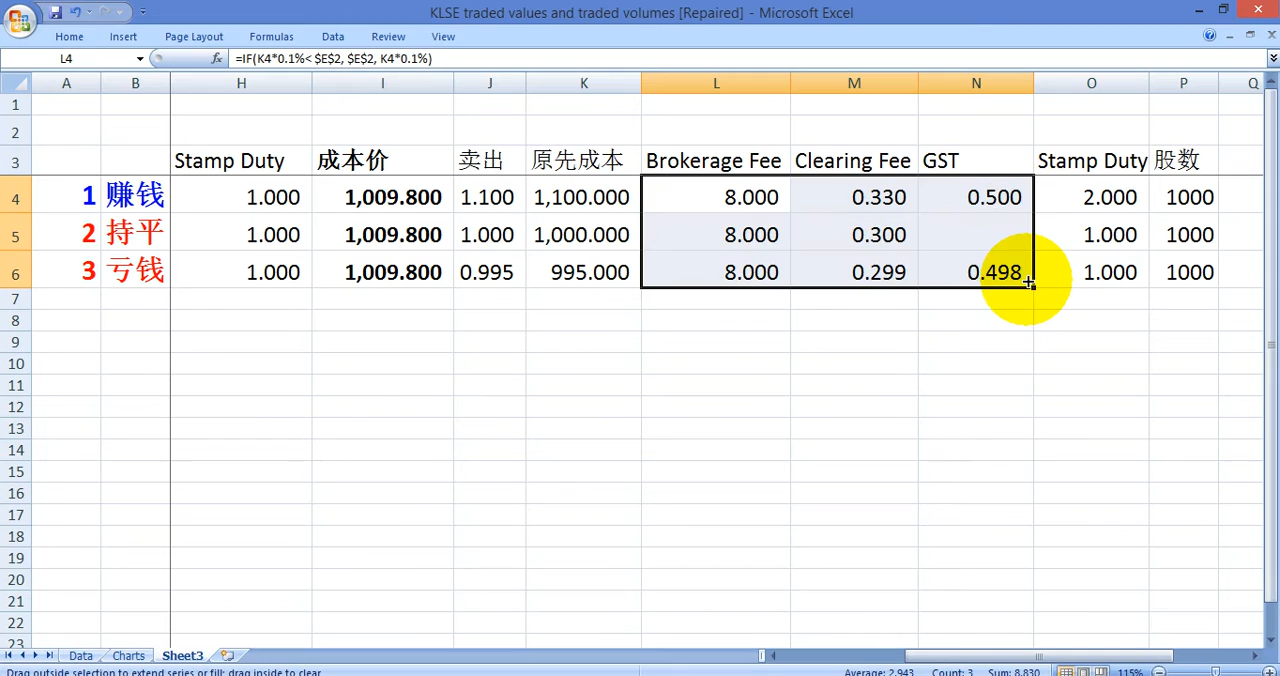 KLSE traded values and traded volumes [Repaired] - Microsoft Excel
Home Insert Page Layout Formulas Data Review View
L4 fx =IF(K4*0.1%< $E$2, $E$2, K4*0.1%)
A B H I J K L M N O P Q
1
2
3 Stamp Duty 成本价 卖出 原先成本 Brokerage Fee Clearing Fee GST Stamp Duty 股数
4 1 赚钱 1.000 1,009.800 1.100 1,100.000 8.000 0.330 0.500 2.000 1000
5 2 持平 1.000 1,009.800 1.000 1,000.000 8.000 0.300 1.000 1000
6 3 亏钱 1.000 1,009.800 0.995 995.000 8.000 0.299 0.498 1.000 1000
7
8
9
10
11
12
13
14
15
16
17
18
19
20
21
22
23
Data Charts Sheet3
Drag outside selection to extend series or fill; drag inside to clear Average: 2.943 Count: 3 Sum: 8.830 115%